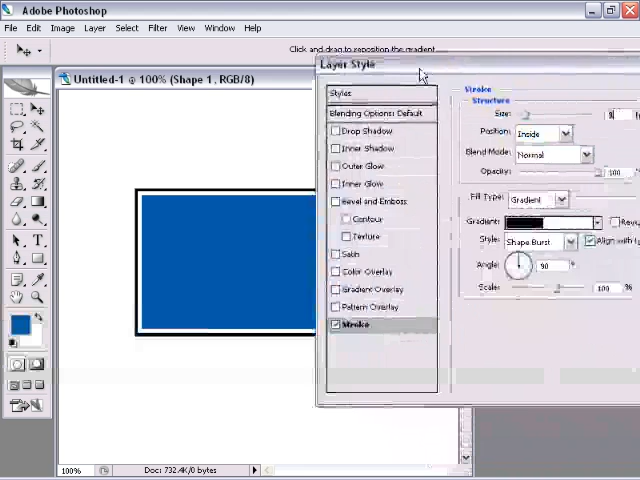 Adobe Photoshop
File Edit Image Layer Select Filter View Window Help
Click and drag to reposition the gradient
Layer Style
Untitled-1 @ 100% (Shape 1, RGB/8)
Styles
Blending Options: Default
Drop Shadow
Inner Shadow
Outer Glow
Inner Glow
Bevel and Emboss
Contour
Texture
Satin
Color Overlay
Gradient Overlay
Pattern Overlay
Stroke
Stroke
Structure
Size:
Position: Inside
Blend Mode: Normal
Opacity: 100
Fill Type: Gradient
Gradient:
Style: Shape Burst Align with
Angle: 90 °
Scale: 100 %
100% Doc: 732.4K/0 bytes